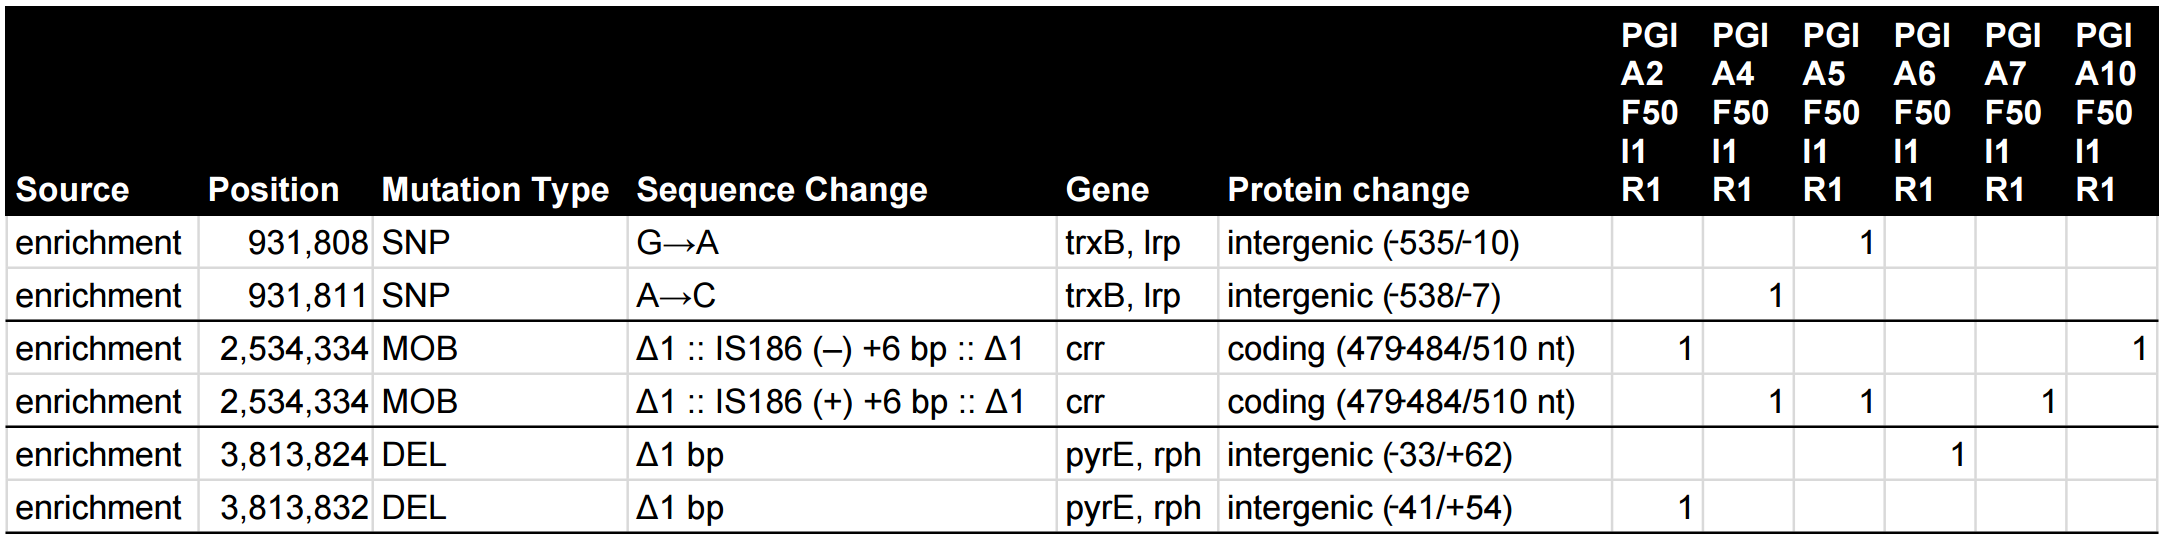 Source Position Mutation Type Sequence Change Gene Protein change PGI A2 F50 I1 R1 PGI A4 F50 I1 R1 PGI A5 F50 I1 R1 PGI A6 F50 I1 R1 PGI A7 F50 I1 R1 PGI A10 F50 I1 R1
enrichment 931,808 SNP G→A trxB, lrp intergenic (-535/-10) 1
enrichment 931,811 SNP A→C trxB, lrp intergenic (-538/-7) 1
enrichment 2,534,334 MOB Δ1 :: IS186 (–) +6 bp :: Δ1 crr coding (479-484/510 nt) 1 1
enrichment 2,534,334 MOB Δ1 :: IS186 (+) +6 bp :: Δ1 crr coding (479-484/510 nt) 1 1 1
enrichment 3,813,824 DEL Δ1 bp pyrE, rph intergenic (-33/+62) 1
enrichment 3,813,832 DEL Δ1 bp pyrE, rph intergenic (-41/+54) 1